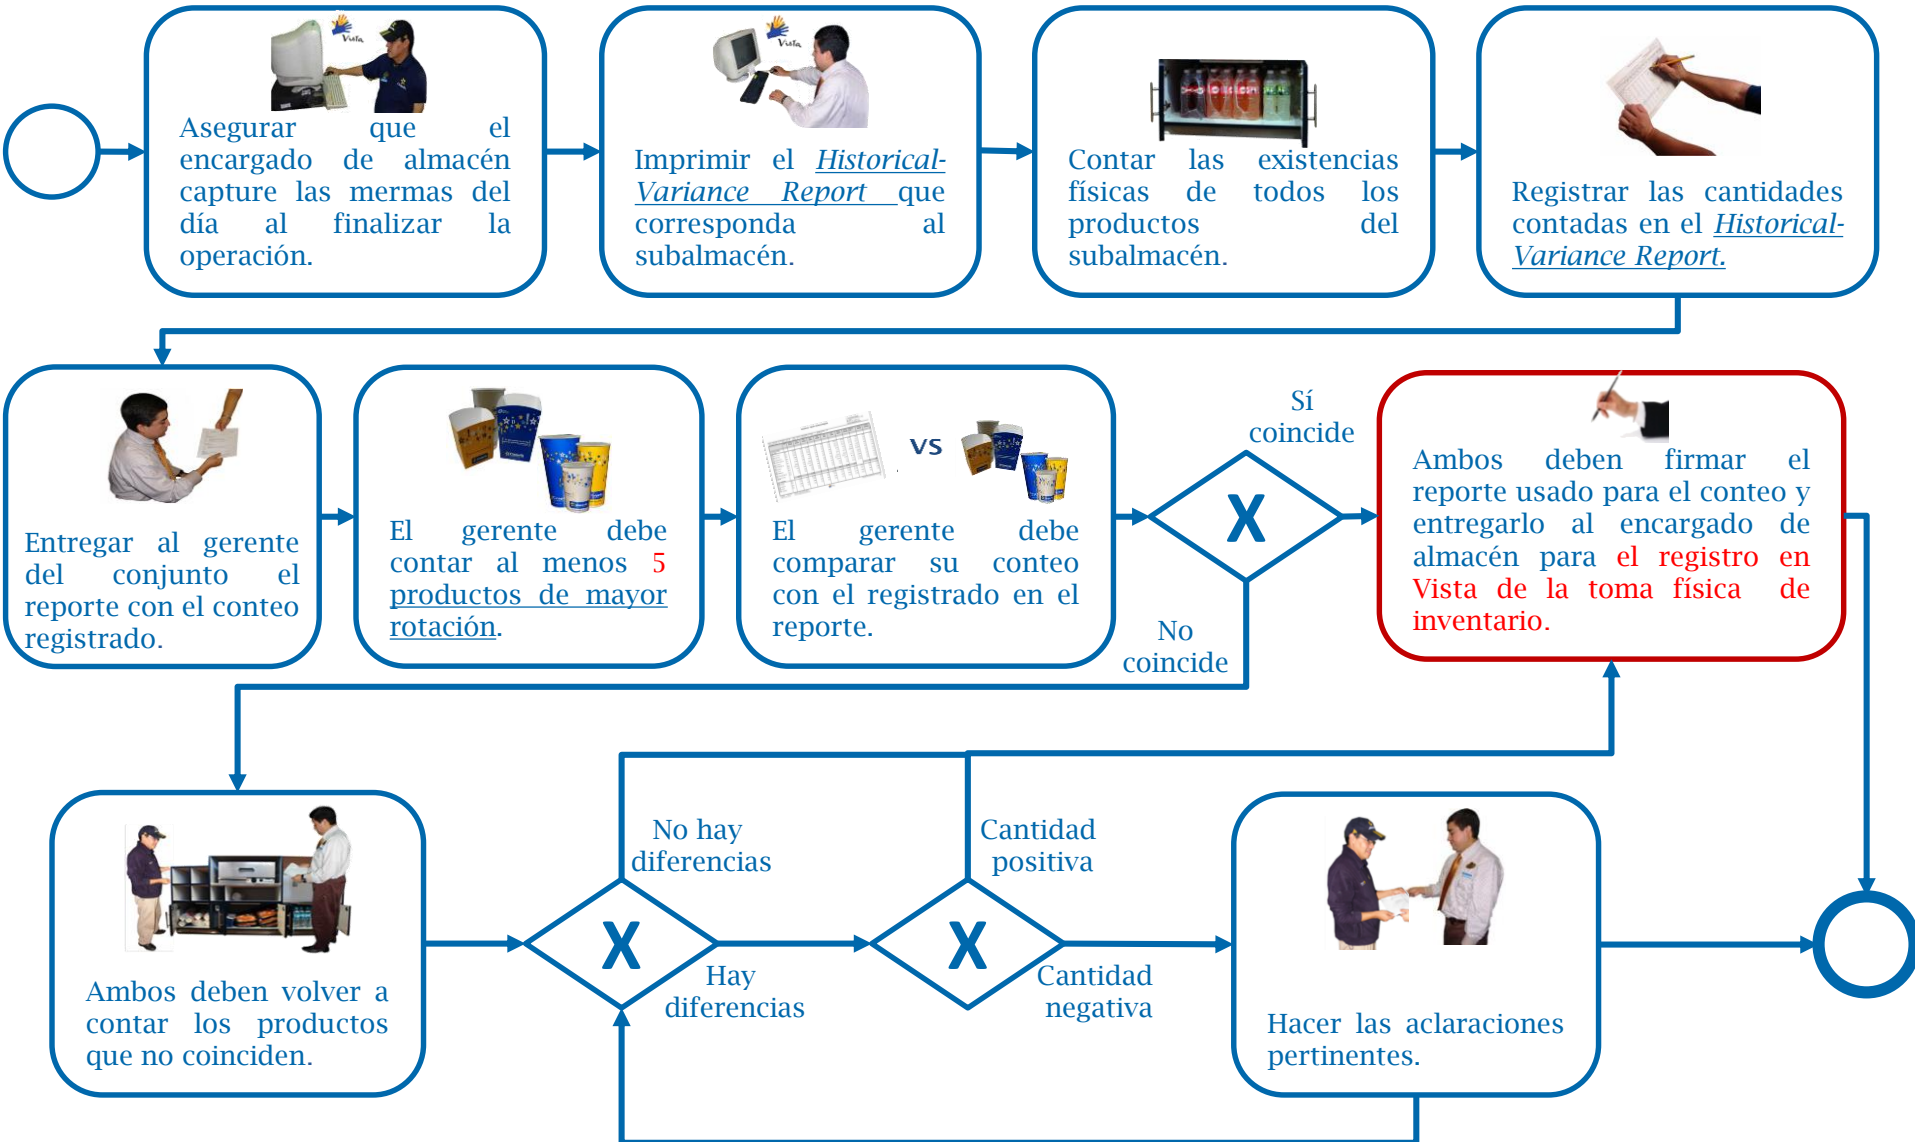 Vista
Asegurar que el
encargado de almacén
capture las mermas del
día al finalizar la
operación.
Vista
Imprimir el Historical-
Variance Report que
corresponda al
subalmacén.
Contar las existencias
físicas de todos los
productos del
subalmacén.
Registrar las cantidades
contadas en el Historical-
Variance Report.
Entregar al gerente
del conjunto el
reporte con el conteo
registrado.
El gerente debe
contar al menos 5
productos de mayor
rotación.
VS
El gerente debe
comparar su conteo
con el registrado en el
reporte.
Sí
coincide
X
No
coincide
Ambos deben firmar el
reporte usado para el conteo y
entregarlo al encargado de
almacén para el registro en
Vista de la toma física de
inventario.
Ambos deben volver a
contar los productos
que no coinciden.
No hay
diferencias
X
Hay
diferencias
Cantidad
positiva
X
Cantidad
negativa
Hacer las aclaraciones
pertinentes.